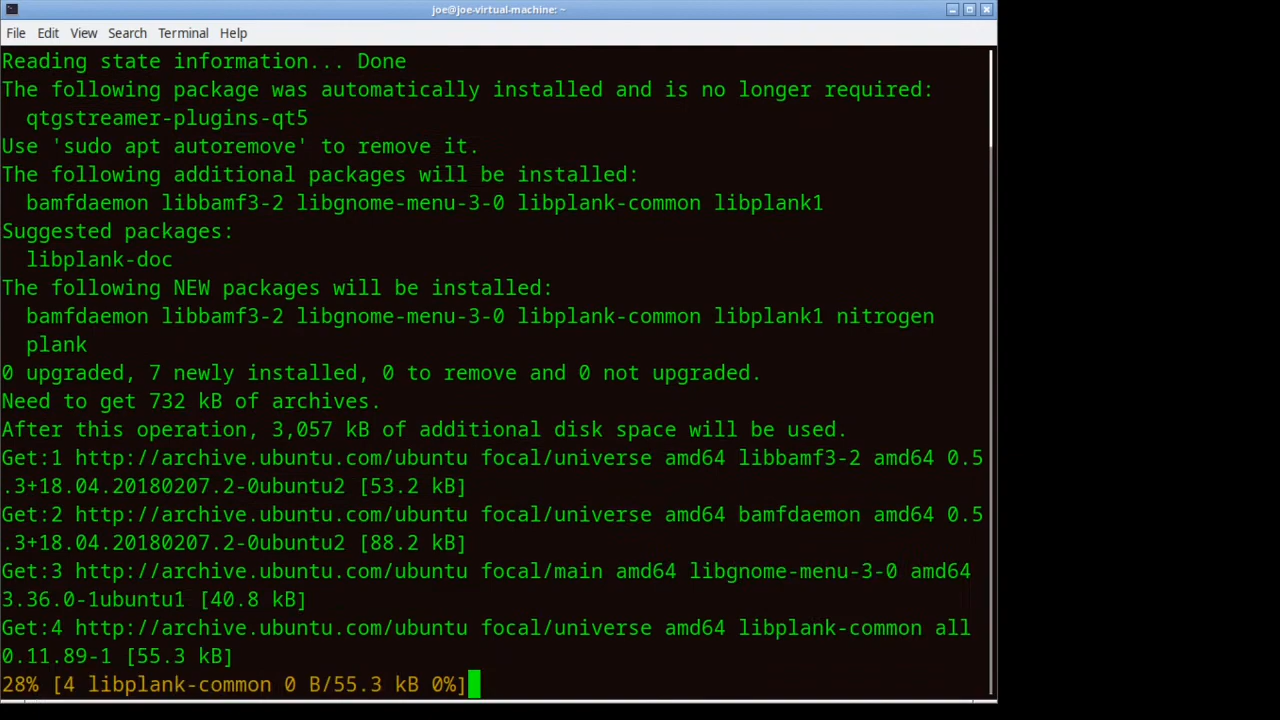 joe@joe-virtual-machine: ~
File Edit View Search Terminal Help
Reading state information... Done
The following package was automatically installed and is no longer required:
  qtgstreamer-plugins-qt5
Use 'sudo apt autoremove' to remove it.
The following additional packages will be installed:
  bamfdaemon libbamf3-2 libgnome-menu-3-0 libplank-common libplank1
Suggested packages:
  libplank-doc
The following NEW packages will be installed:
  bamfdaemon libbamf3-2 libgnome-menu-3-0 libplank-common libplank1 nitrogen
  plank
0 upgraded, 7 newly installed, 0 to remove and 0 not upgraded.
Need to get 732 kB of archives.
After this operation, 3,057 kB of additional disk space will be used.
Get:1 http://archive.ubuntu.com/ubuntu focal/universe amd64 libbamf3-2 amd64 0.5
.3+18.04.20180207.2-0ubuntu2 [53.2 kB]
Get:2 http://archive.ubuntu.com/ubuntu focal/universe amd64 bamfdaemon amd64 0.5
.3+18.04.20180207.2-0ubuntu2 [88.2 kB]
Get:3 http://archive.ubuntu.com/ubuntu focal/main amd64 libgnome-menu-3-0 amd64
3.36.0-1ubuntu1 [40.8 kB]
Get:4 http://archive.ubuntu.com/ubuntu focal/universe amd64 libplank-common all
0.11.89-1 [55.3 kB]
28% [4 libplank-common 0 B/55.3 kB 0%]